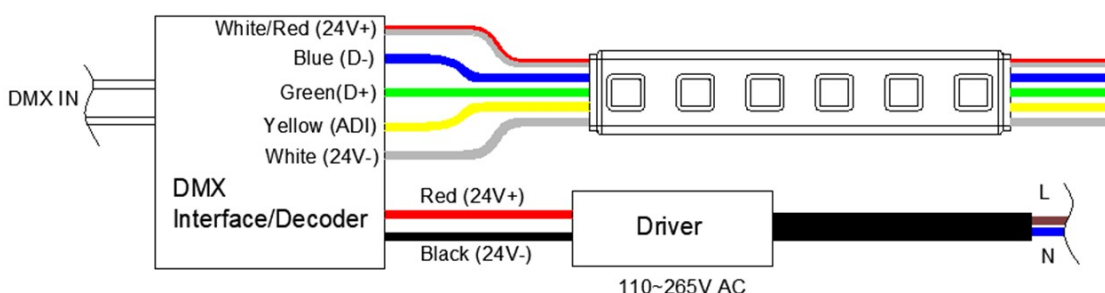 White/Red (24V+)
Blue (D-)
DMX IN
Green(D+)
Yellow (ADI)
White (24V-)
DMX
Interface/Decoder
Red (24V+)
Black (24V-)
Driver
110~265V AC
L
N